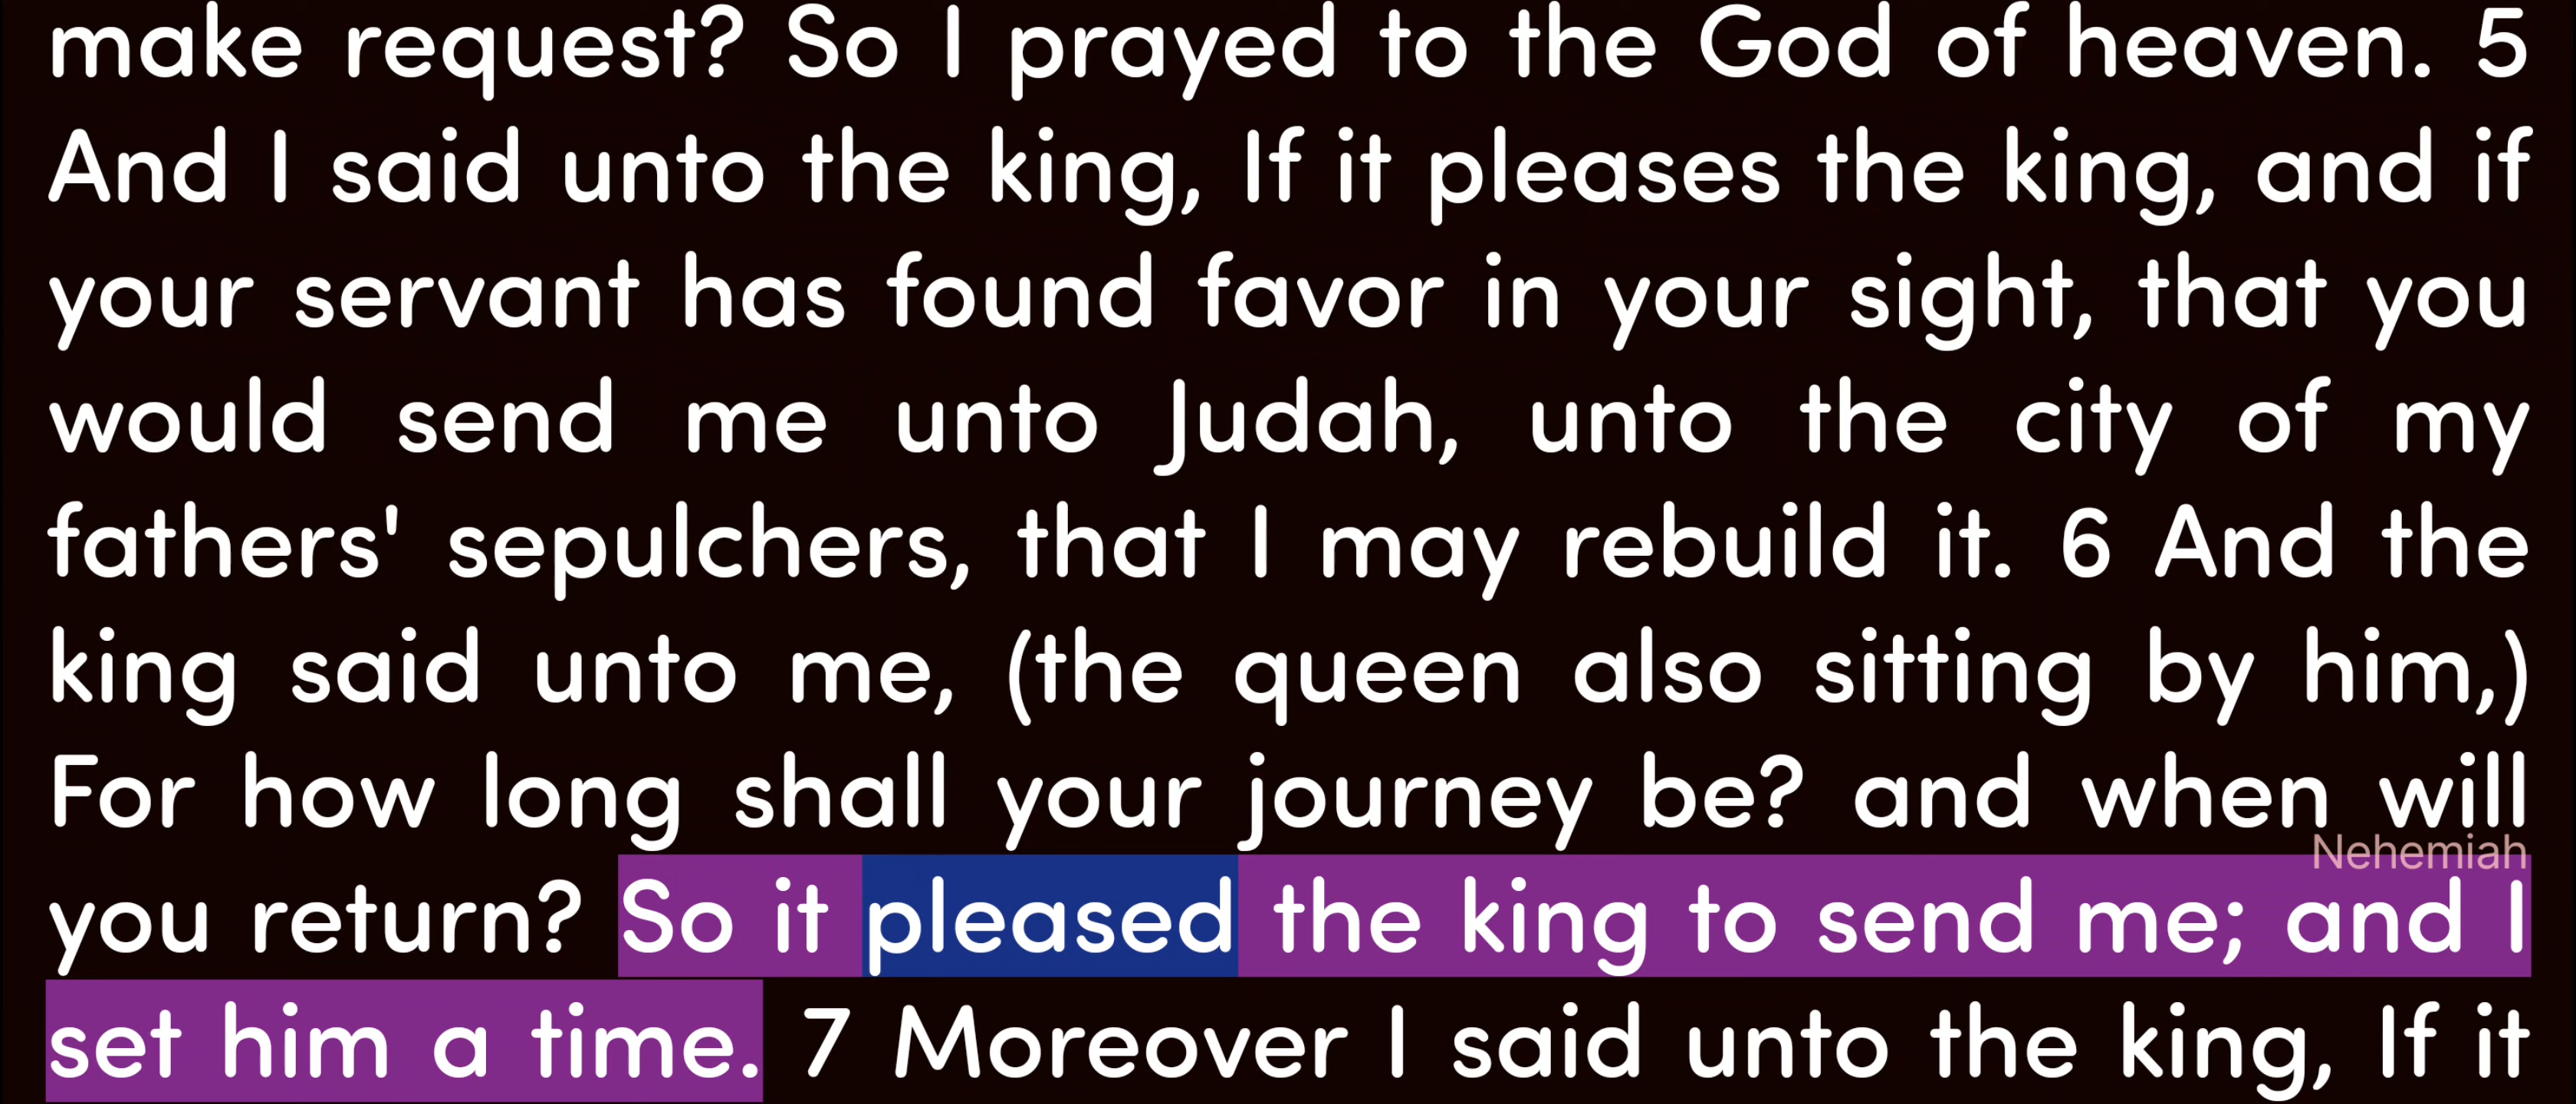 make request? So I prayed to the God of heaven. 5
And I said unto the king, If it pleases the king, and if
your servant has found favor in your sight, that you
would send me unto Judah, unto the city of my
fathers' sepulchers, that I may rebuild it. 6 And the
king said unto me, (the queen also sitting by him,)
For how long shall your journey be? and when will
Nehemiah
you return? So it pleased the king to send me; and I
set him a time. 7 Moreover I said unto the king, If it